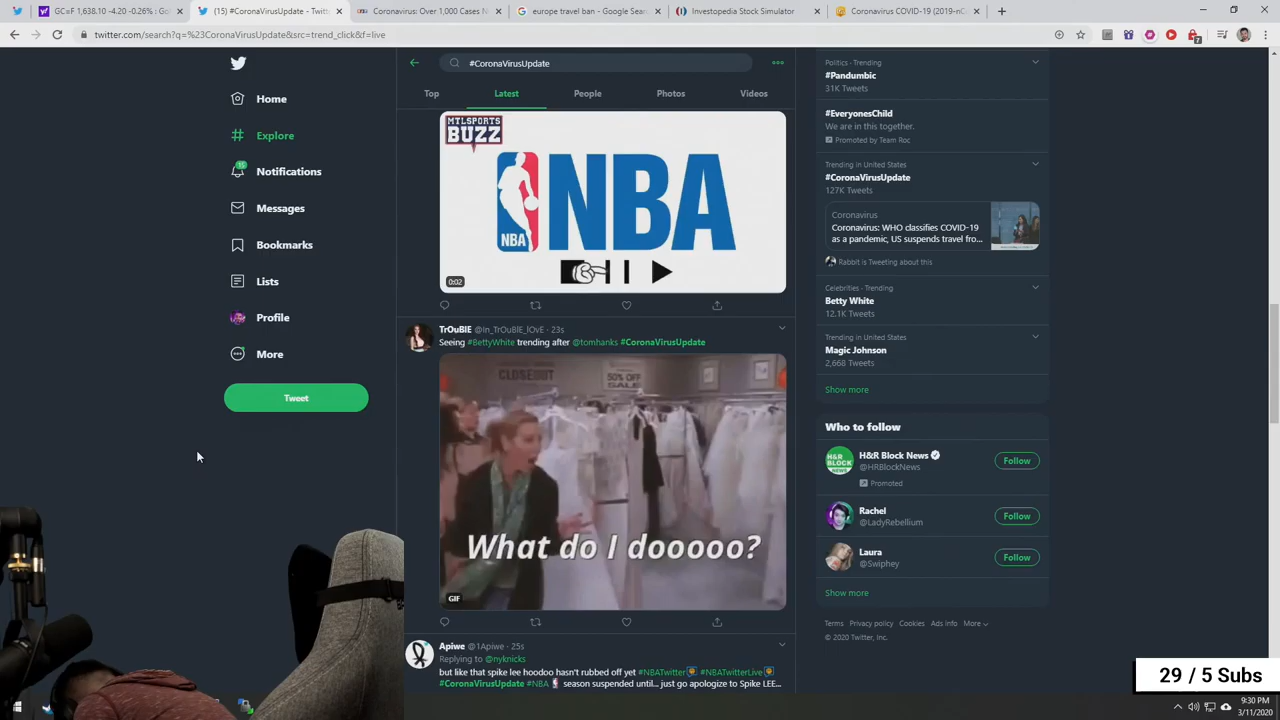 GC=F 1,638.90 -4.20 -0.26% : G
(15) #CoronaVirusUpdate - Twitt
Coronavirus: Over 1,000 Cases N
europe travel ban - Google Sear
Investopedia Stock Simulator
Coronavirus COVID-19 (2019-nC
twitter.com/search?q=%23CoronaVirusUpdate&src=trend_click&f=live
7
Home
Explore
15
Notifications
Messages
Bookmarks
Lists
Profile
More
Tweet
#CoronaVirusUpdate
Top
Latest
People
Photos
Videos
MTLSPORTS
BUZZ
NBA
NBA
0:02
TrOuBlE @In_TrOuBlE_lOvE · 23s
Seeing #BettyWhite trending after @tomhanks #CoronaVirusUpdate
CLOSEOUT
50% OFF
SALE
What do I dooooo?
GIF
Apiwe @1Apiwe · 25s
Replying to @nyknicks
but like that spike lee hoodoo hasn't rubbed off yet #NBATwitter #NBATwitterLive
#CoronaVirusUpdate #NBA season suspended until... just go apologize to Spike LEE...
Politics · Trending
#Pandumbic
31K Tweets
#EveryonesChild
We are in this together.
Promoted by Team Roc
Trending in United States
#CoronaVirusUpdate
127K Tweets
Coronavirus
Coronavirus: WHO classifies COVID-19
as a pandemic, US suspends travel fro...
Rabbit is Tweeting about this
Celebrities · Trending
Betty White
12.1K Tweets
Trending in United States
Magic Johnson
2,668 Tweets
Show more
Who to follow
H&R
BLOCK
NEWS
H&R Block News
@HRBlockNews
Promoted
Follow
Rachel
@LadyRebellium
Follow
Laura
@Swiphey
Follow
Show more
Terms Privacy policy Cookies Ads info More
© 2020 Twitter, Inc.
29 / 5 Subs
9:30 PM
3/11/2020